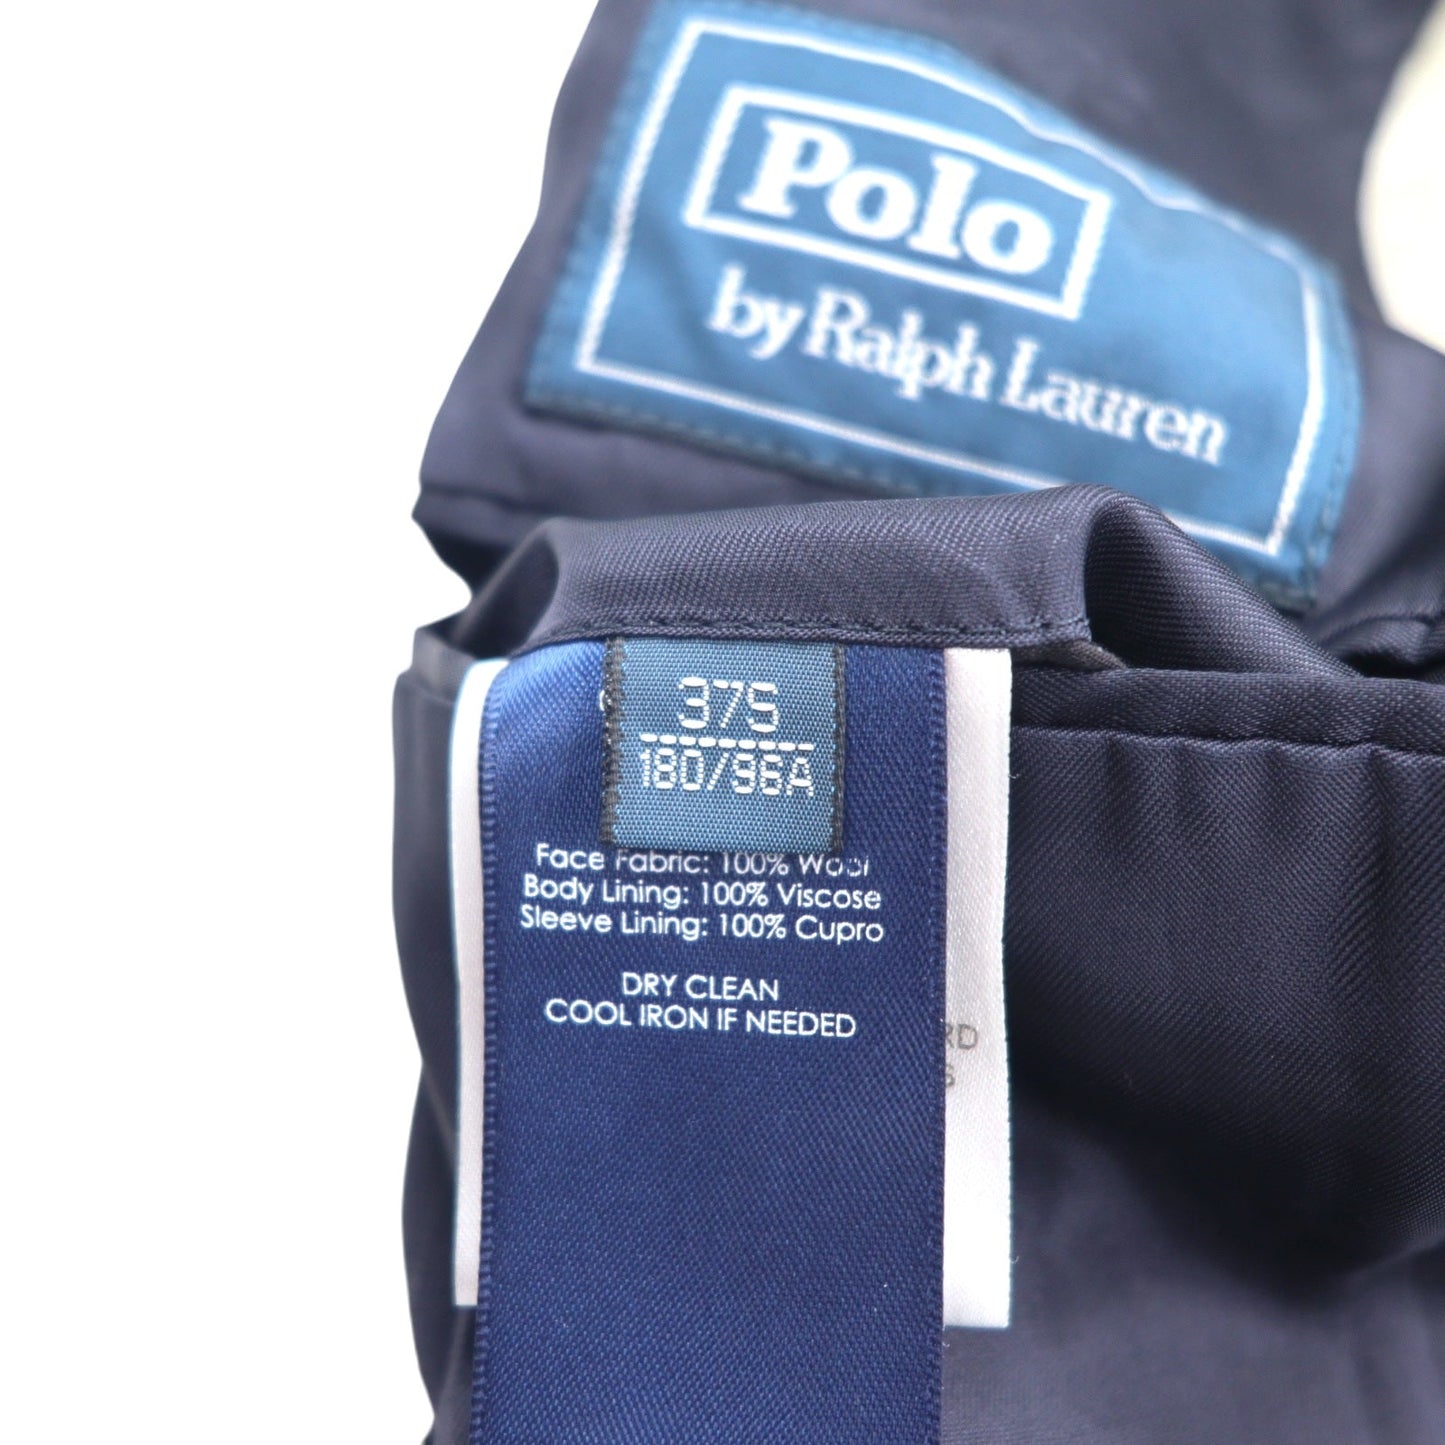 Polo
by Ralph Lauren
37S
180/96A
Face Fabric: 100% Wool
Body Lining: 100% Viscose
Sleeve Lining: 100% Cupro
DRY CLEAN
COOL IRON IF NEEDED